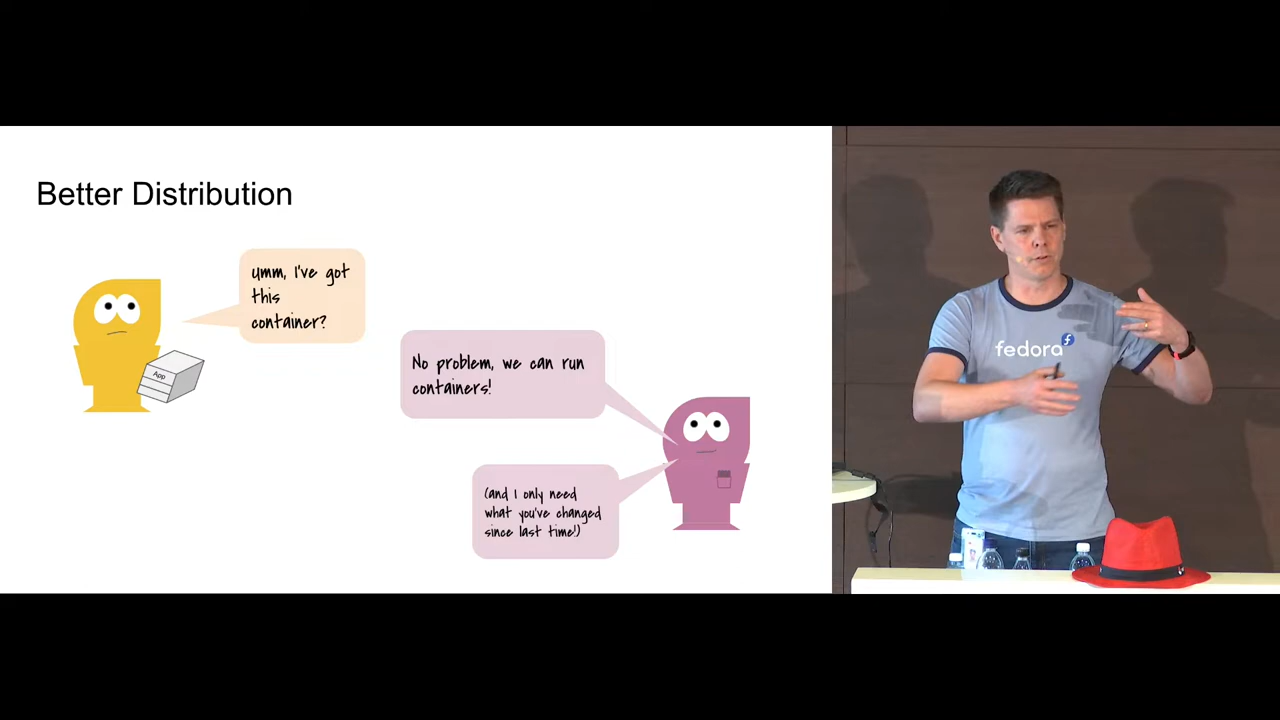 Better Distribution
Umm, I've got
this
container?
App
No problem, we can run
containers!
(and I only need
what you've changed
since last time!)
fedora